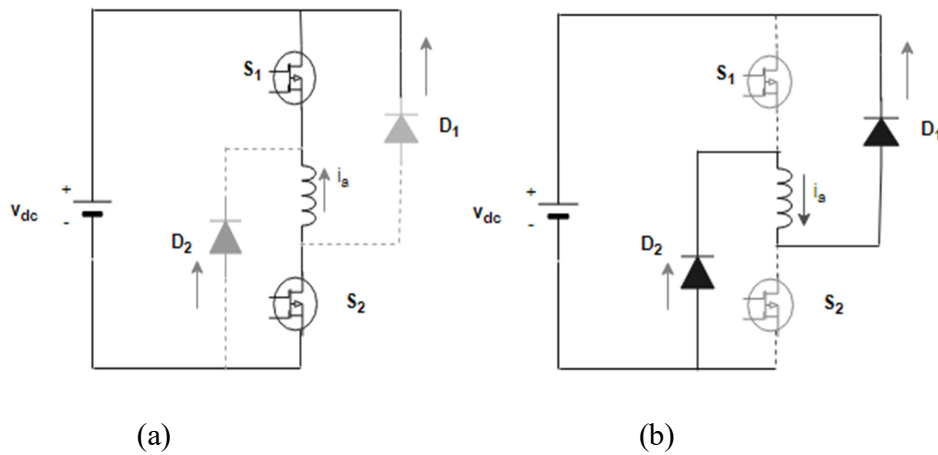 S1
D1
ia
+
Vdc
-
D2
S2
(a)
S1
D1
ia
+
Vdc
-
D2
S2
(b)